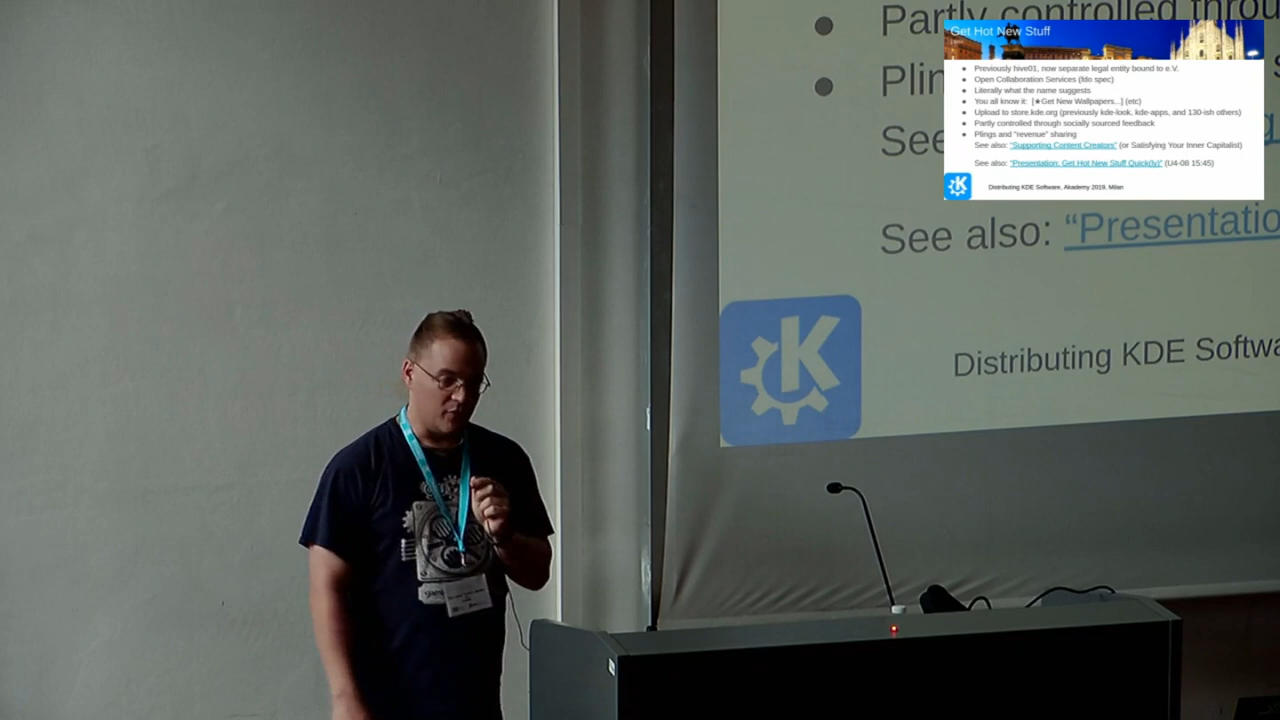 Partly controlled throu
Plin
See
See also: “Presentatio
Distributing KDE Softwa
Get Hot New Stuff
Previously hive01, now separate legal entity bound to e.V.
Open Collaboration Services (fdo spec)
Literally what the name suggests
You all know it: [★Get New Wallpapers...] (etc)
Upload to store.kde.org (previously kde-look, kde-apps, and 130-ish others)
Partly controlled through socially sourced feedback
Plings and "revenue" sharing
See also: “Supporting Content Creators” (or Satisfying Your Inner Capitalist)
See also: “Presentation: Get Hot New Stuff Quick(ly)” (U4-08 15:45)
K
Distributing KDE Software, Akademy 2019, Milan
K